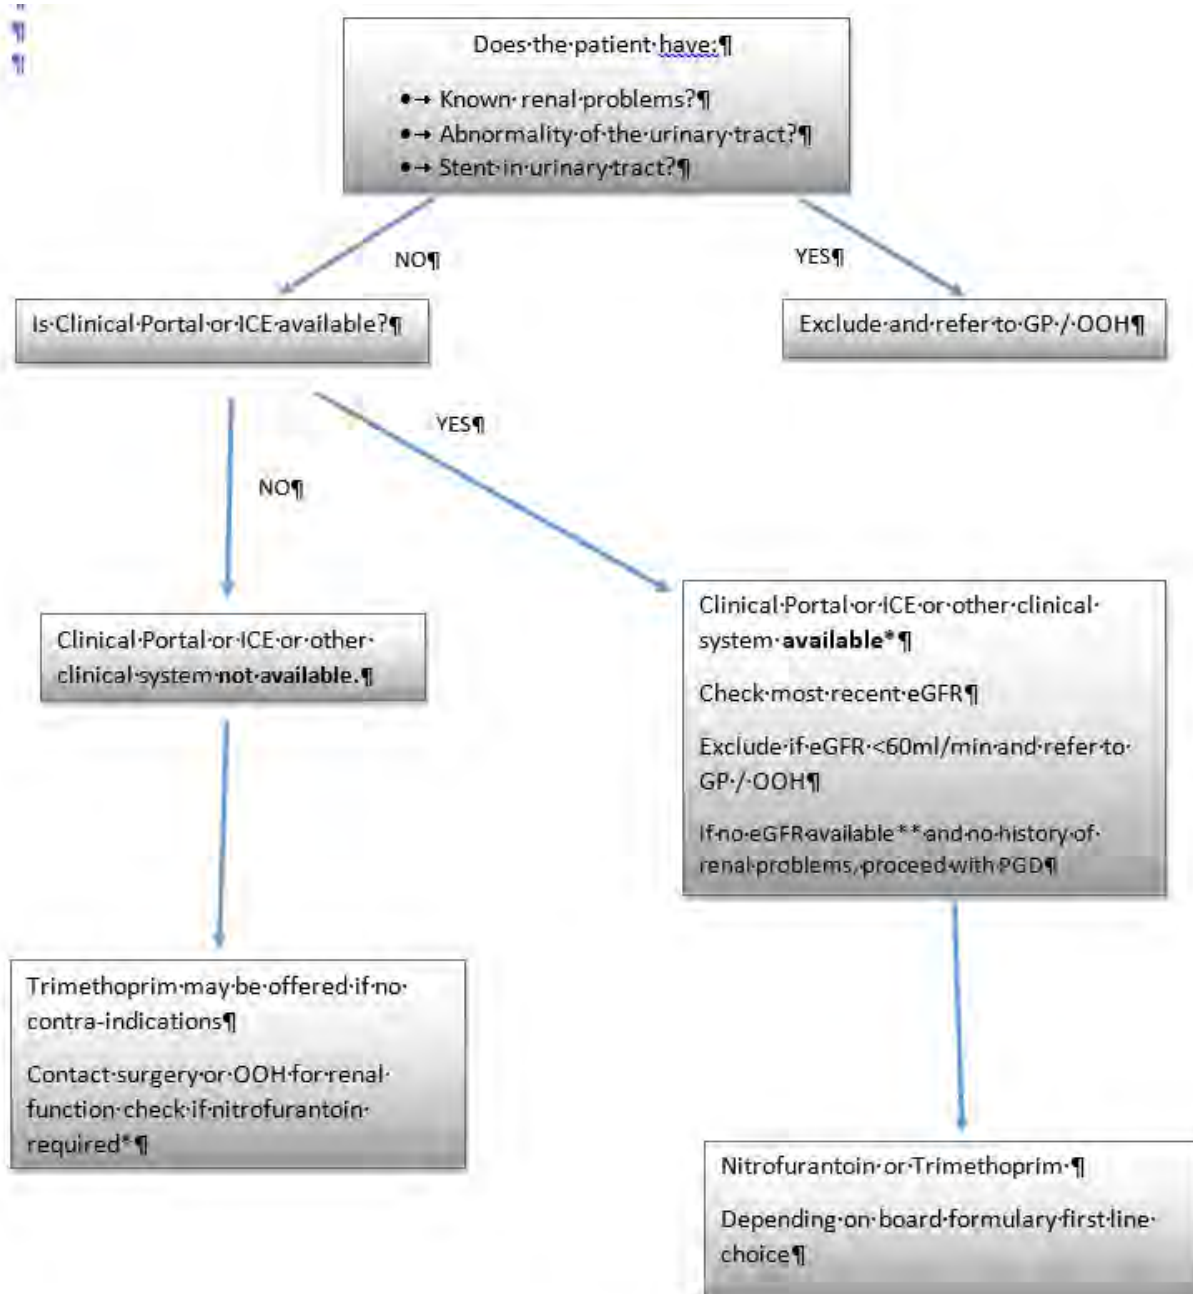 Does the patient have:¶
•→ Known renal problems?¶
•→ Abnormality of the urinary tract?¶
•→ Stent in urinary tract?¶
NO¶
YES¶
Is Clinical Portal or ICE available?¶
Exclude and refer to GP / OOH¶
YES¶
NO¶
Clinical Portal or ICE or other
clinical system not available.¶
Clinical Portal or ICE or other clinical
system available*¶
Check most recent eGFR¶
Exclude if eGFR <60ml/min and refer to
GP / OOH¶
If no eGFR available** and no history of
renal problems, proceed with PGD¶
Trimethoprim may be offered if no
contra-indications¶
Contact surgery or OOH for renal
function check if nitrofurantoin
required*¶
Nitrofurantoin or Trimethoprim ¶
Depending on board formulary first line
choice¶